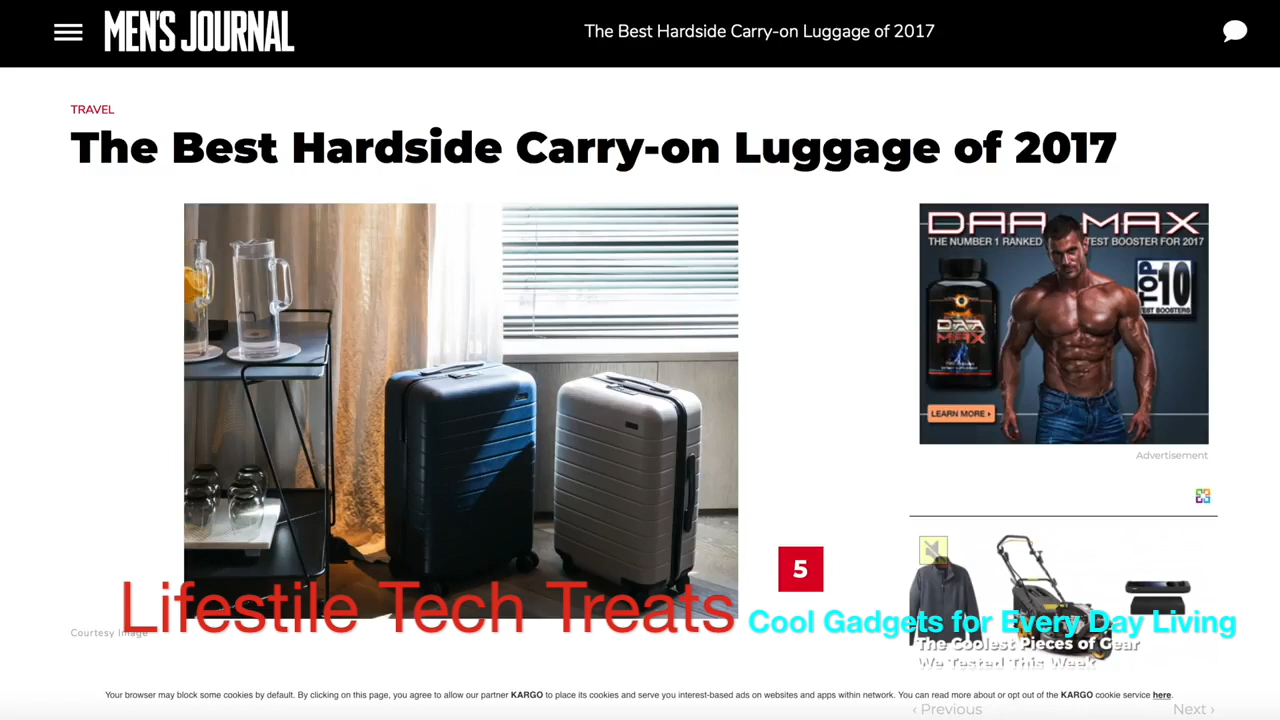 MEN'S JOURNAL
The Best Hardside Carry-on Luggage of 2017
TRAVEL
The Best Hardside Carry-on Luggage of 2017
DAA MAX
THE NUMBER 1 RANKED TEST BOOSTER FOR 2017
TOP 10
TEST BOOSTERS
DAA
MAX
LEARN MORE ›
Advertisement
5
Lifestile Tech Treats
Cool Gadgets for Every Day Living
Courtesy Image
The Coolest Pieces of Gear
We Tested This Week
Your browser may block some cookies by default. By clicking on this page, you agree to allow our partner KARGO to place its cookies and serve you interest-based ads on websites and apps within network. You can read more about or opt out of the KARGO cookie service here.
‹ Previous
Next ›